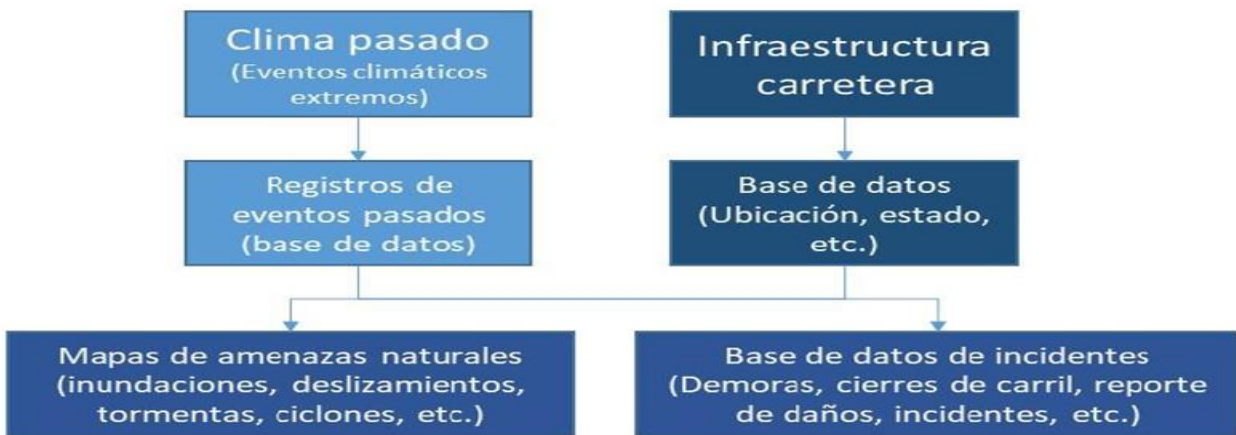 Clima pasado
(Eventos climáticos
extremos)
Infraestructura
carretera
Registros de
eventos pasados
(base de datos)
Base de datos
(Ubicación, estado,
etc.)
Mapas de amenazas naturales
(inundaciones, deslizamientos,
tormentas, ciclones, etc.)
Base de datos de incidentes
(Demoras, cierres de carril, reporte
de daños, incidentes, etc.)